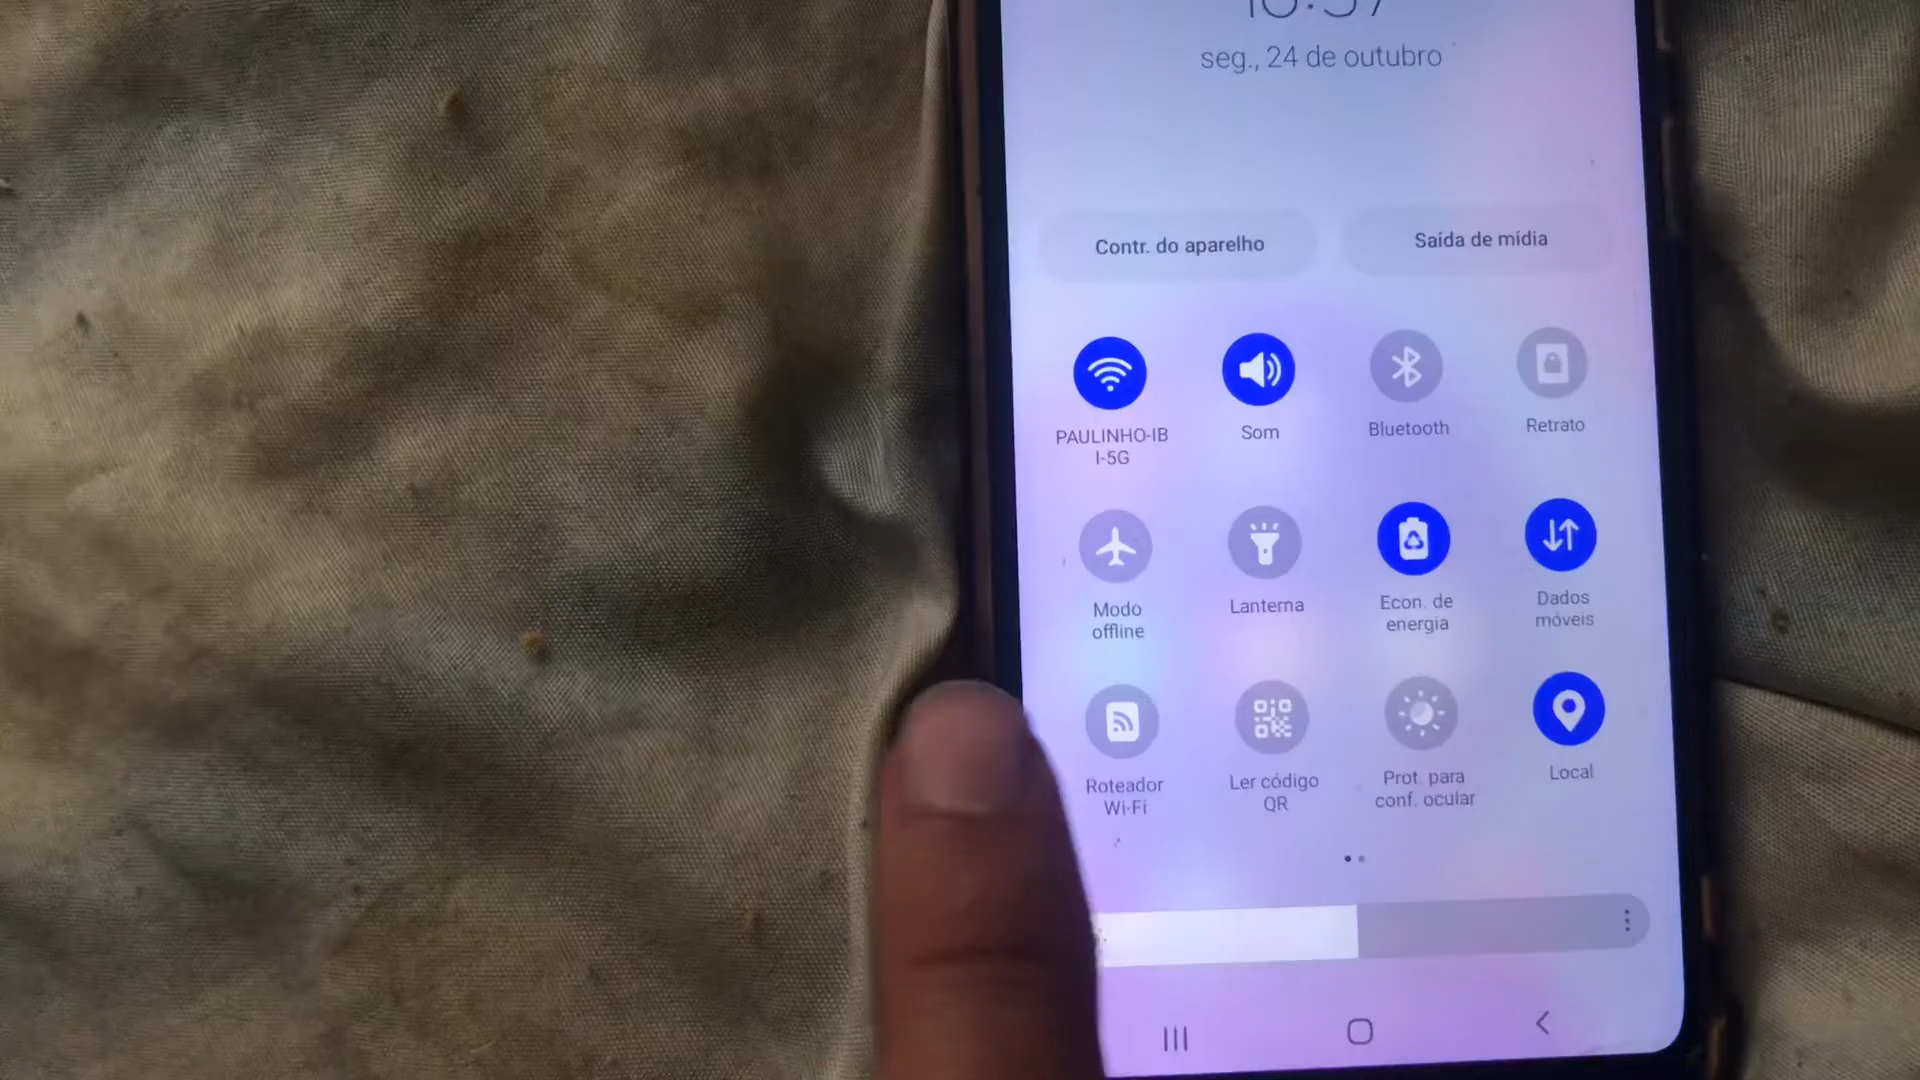 seg., 24 de outubro
Contr. do aparelho
Saída de mídia
PAULINHO-IB
I-5G
Som
Bluetooth
Retrato
Modo
offline
Lanterna
Econ. de
energia
Dados
móveis
Roteador
Wi-Fi
Ler código
QR
Prot. para
conf. ocular
Local